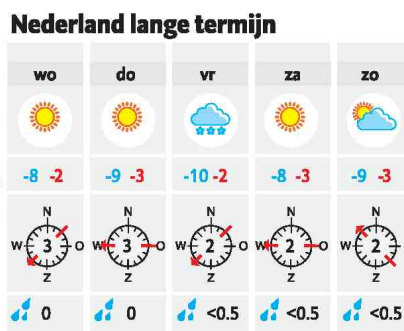 Nederland lange termijn
wo do vr za zo
-8 -2 -9 -3 -10 -2 -8 -3 -9 -3
N N N N N
W 3 O W 3 O W 2 O W 2 O W 2 O
Z Z Z Z Z
0 0 <0.5 <0.5 <0.5